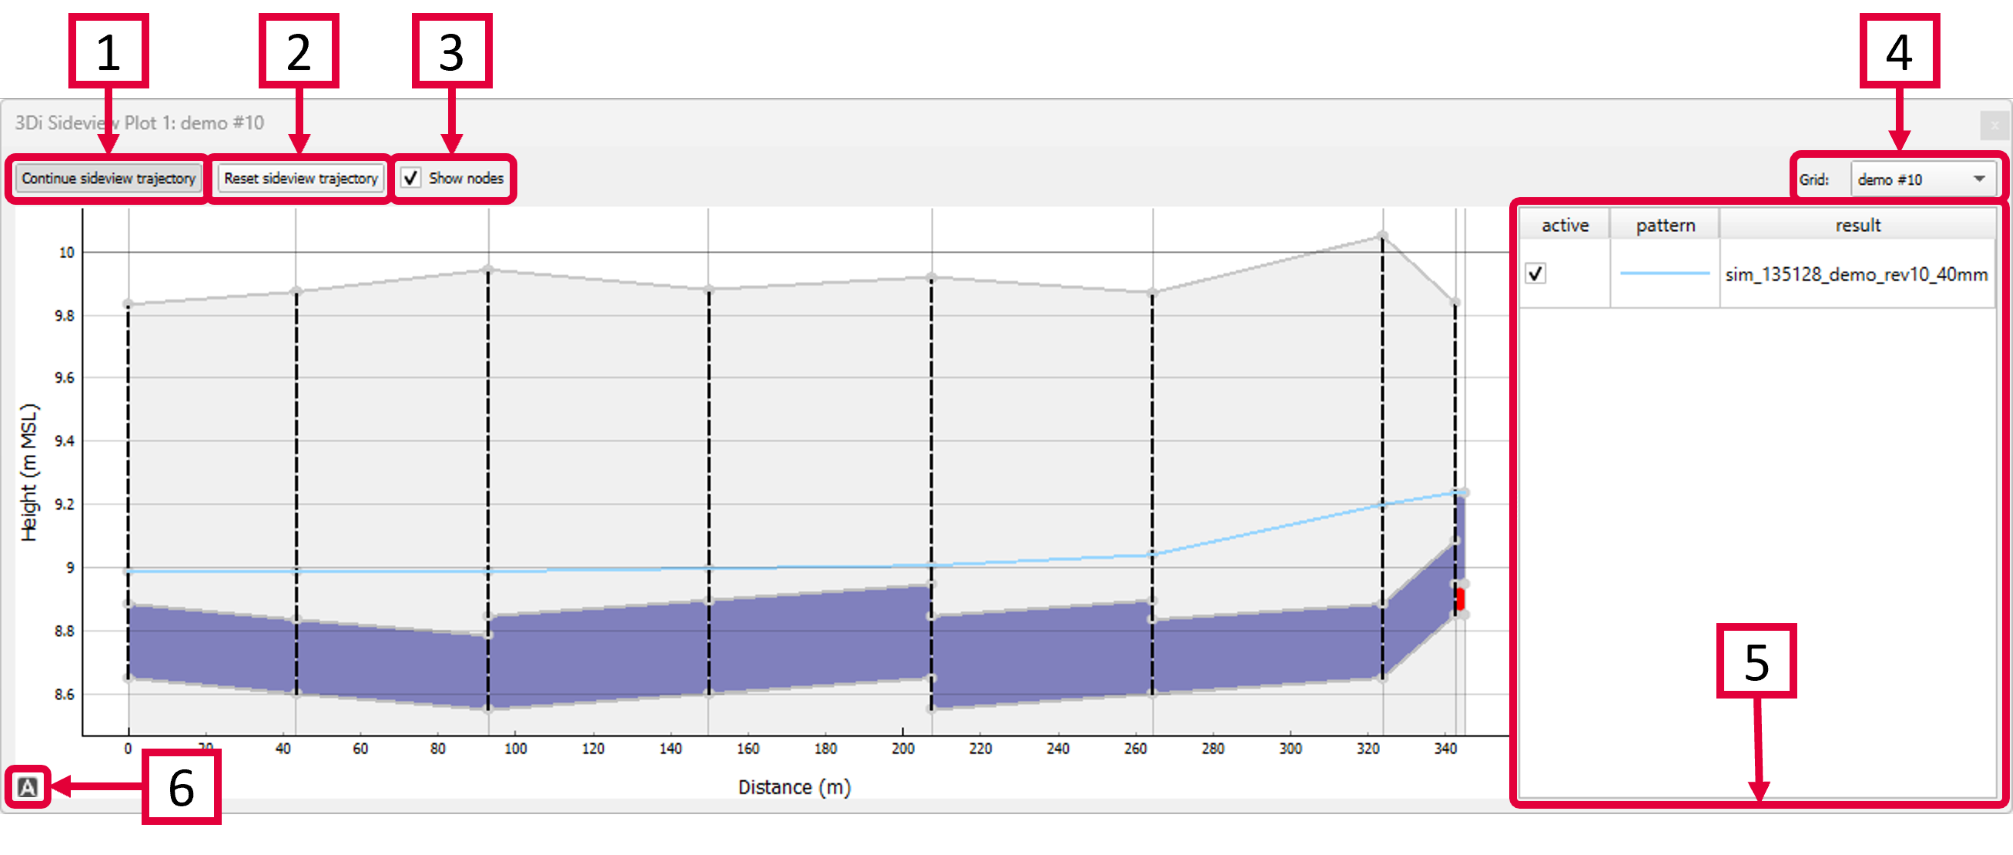 1
2
3
4
3Di Sideview Plot 1: demo #10
x
Continue sideview trajectory
Reset sideview trajectory
Show nodes
Grid:
demo #10
active
pattern
result
sim_135128_demo_rev10_40mm
10
9.8
9.6
9.4
9.2
9
8.8
8.6
Height (m MSL)
0 20 40 60 80 100 120 140 160 180 200 220 240 260 280 300 320 340
Distance (m)
5
A
6